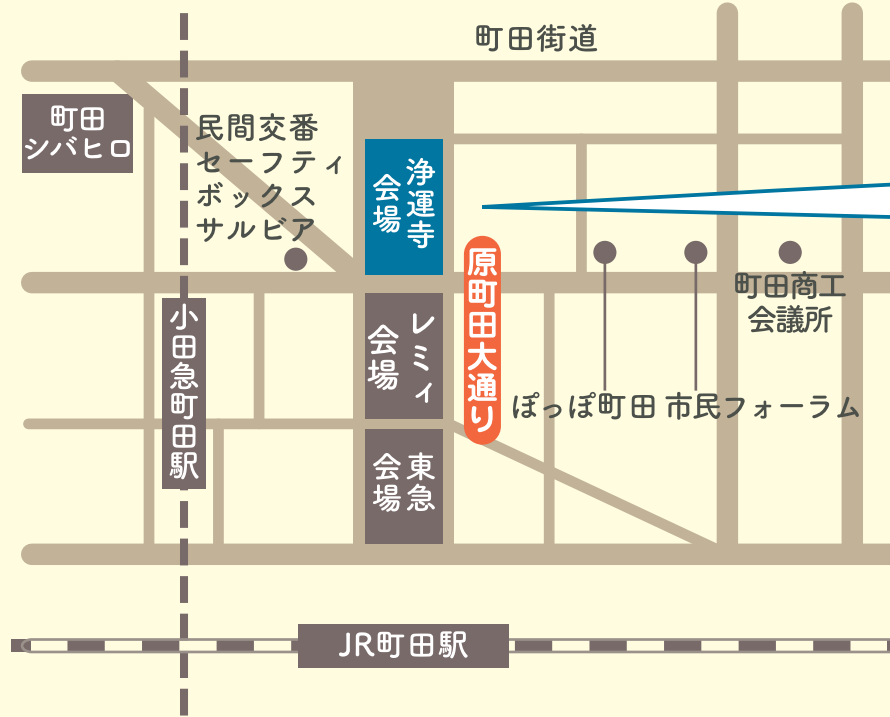 町田街道
町田
シバヒロ
民間交番
セーフティ
ボックス
サルビア
浄運寺
会場
原町田大通り
町田商工
会議所
小田急町田駅
レミィ
会場
ぽっぽ町田
市民フォーラム
東急
会場
JR町田駅